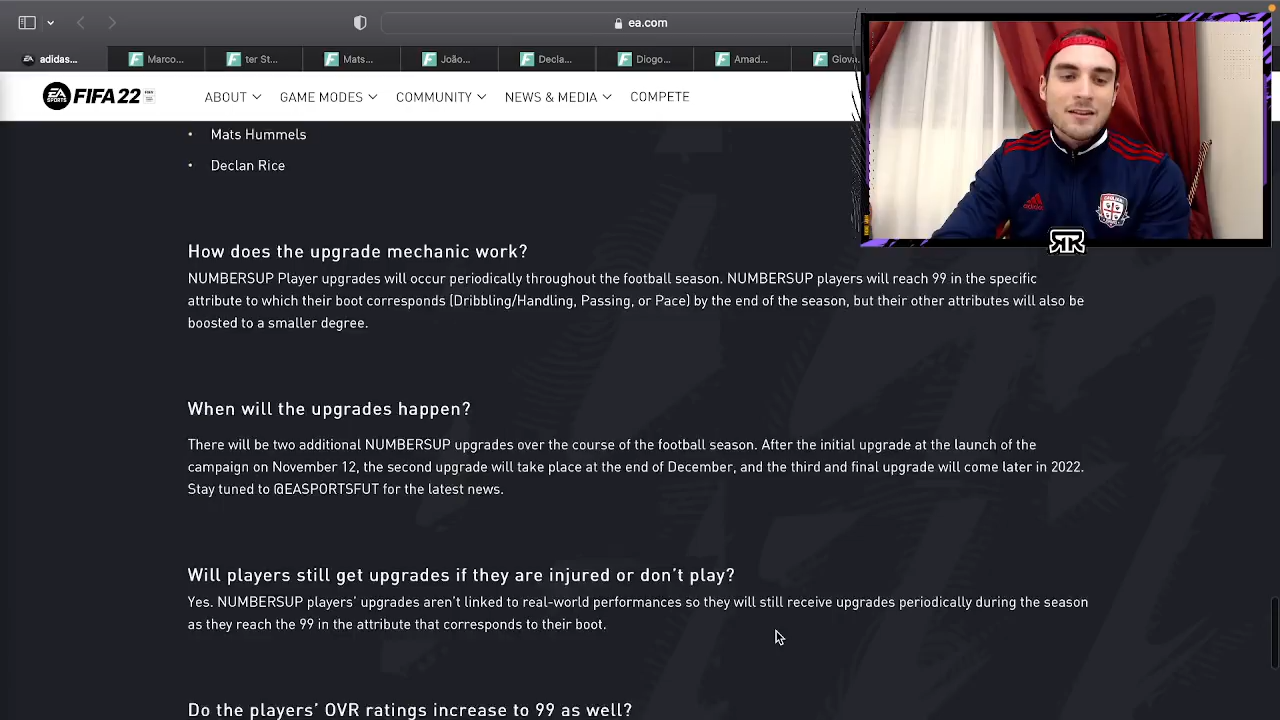 ea.com
adidas...
Marco...
ter St...
Mats...
João...
Decla...
Diogo...
Amad...
Giova
EA SPORTS FIFA 22
ABOUT
GAME MODES
COMMUNITY
NEWS & MEDIA
COMPETE
• Mats Hummels
• Declan Rice
How does the upgrade mechanic work?
NUMBERSUP Player upgrades will occur periodically throughout the football season. NUMBERSUP players will reach 99 in the specific
attribute to which their boot corresponds (Dribbling/Handling, Passing, or Pace) by the end of the season, but their other attributes will also be
boosted to a smaller degree.
When will the upgrades happen?
There will be two additional NUMBERSUP upgrades over the course of the football season. After the initial upgrade at the launch of the
campaign on November 12, the second upgrade will take place at the end of December, and the third and final upgrade will come later in 2022.
Stay tuned to @EASPORTSFUT for the latest news.
Will players still get upgrades if they are injured or don't play?
Yes. NUMBERSUP players' upgrades aren't linked to real-world performances so they will still receive upgrades periodically during the season
as they reach the 99 in the attribute that corresponds to their boot.
Do the players' OVR ratings increase to 99 as well?